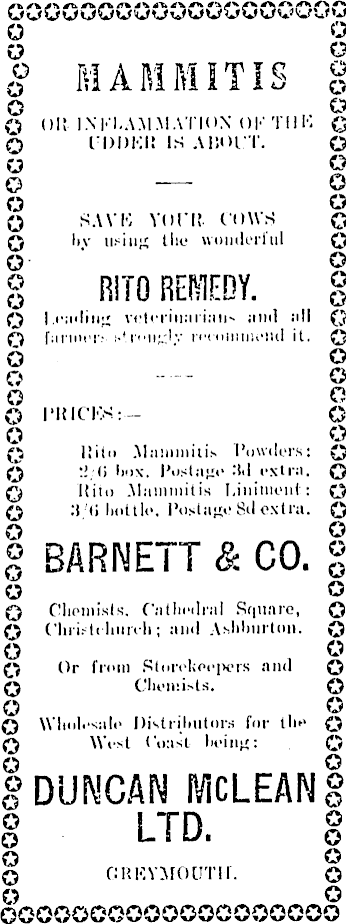 MAMMITIS
OR INFLAMMATION OF THE
UDDER IS ABOUT.
SAVE YOUR COWS
by using the wonderful
RITO REMEDY.
Leading veterinarians and all
farmers strongly recommend it.
PRICES:—
Rito Mammitis Powders:
2/6 box. Postage 3d extra.
Rito Mammitis Liniment:
3/6 bottle. Postage 8d extra.
BARNETT & CO.
Chemists, Cathedral Square,
Christchurch; and Ashburton.
Or from Storekeepers and
Chemists.
Wholesale Distributors for the
West Coast being:
DUNCAN McLEAN
LTD.
GREYMOUTH.